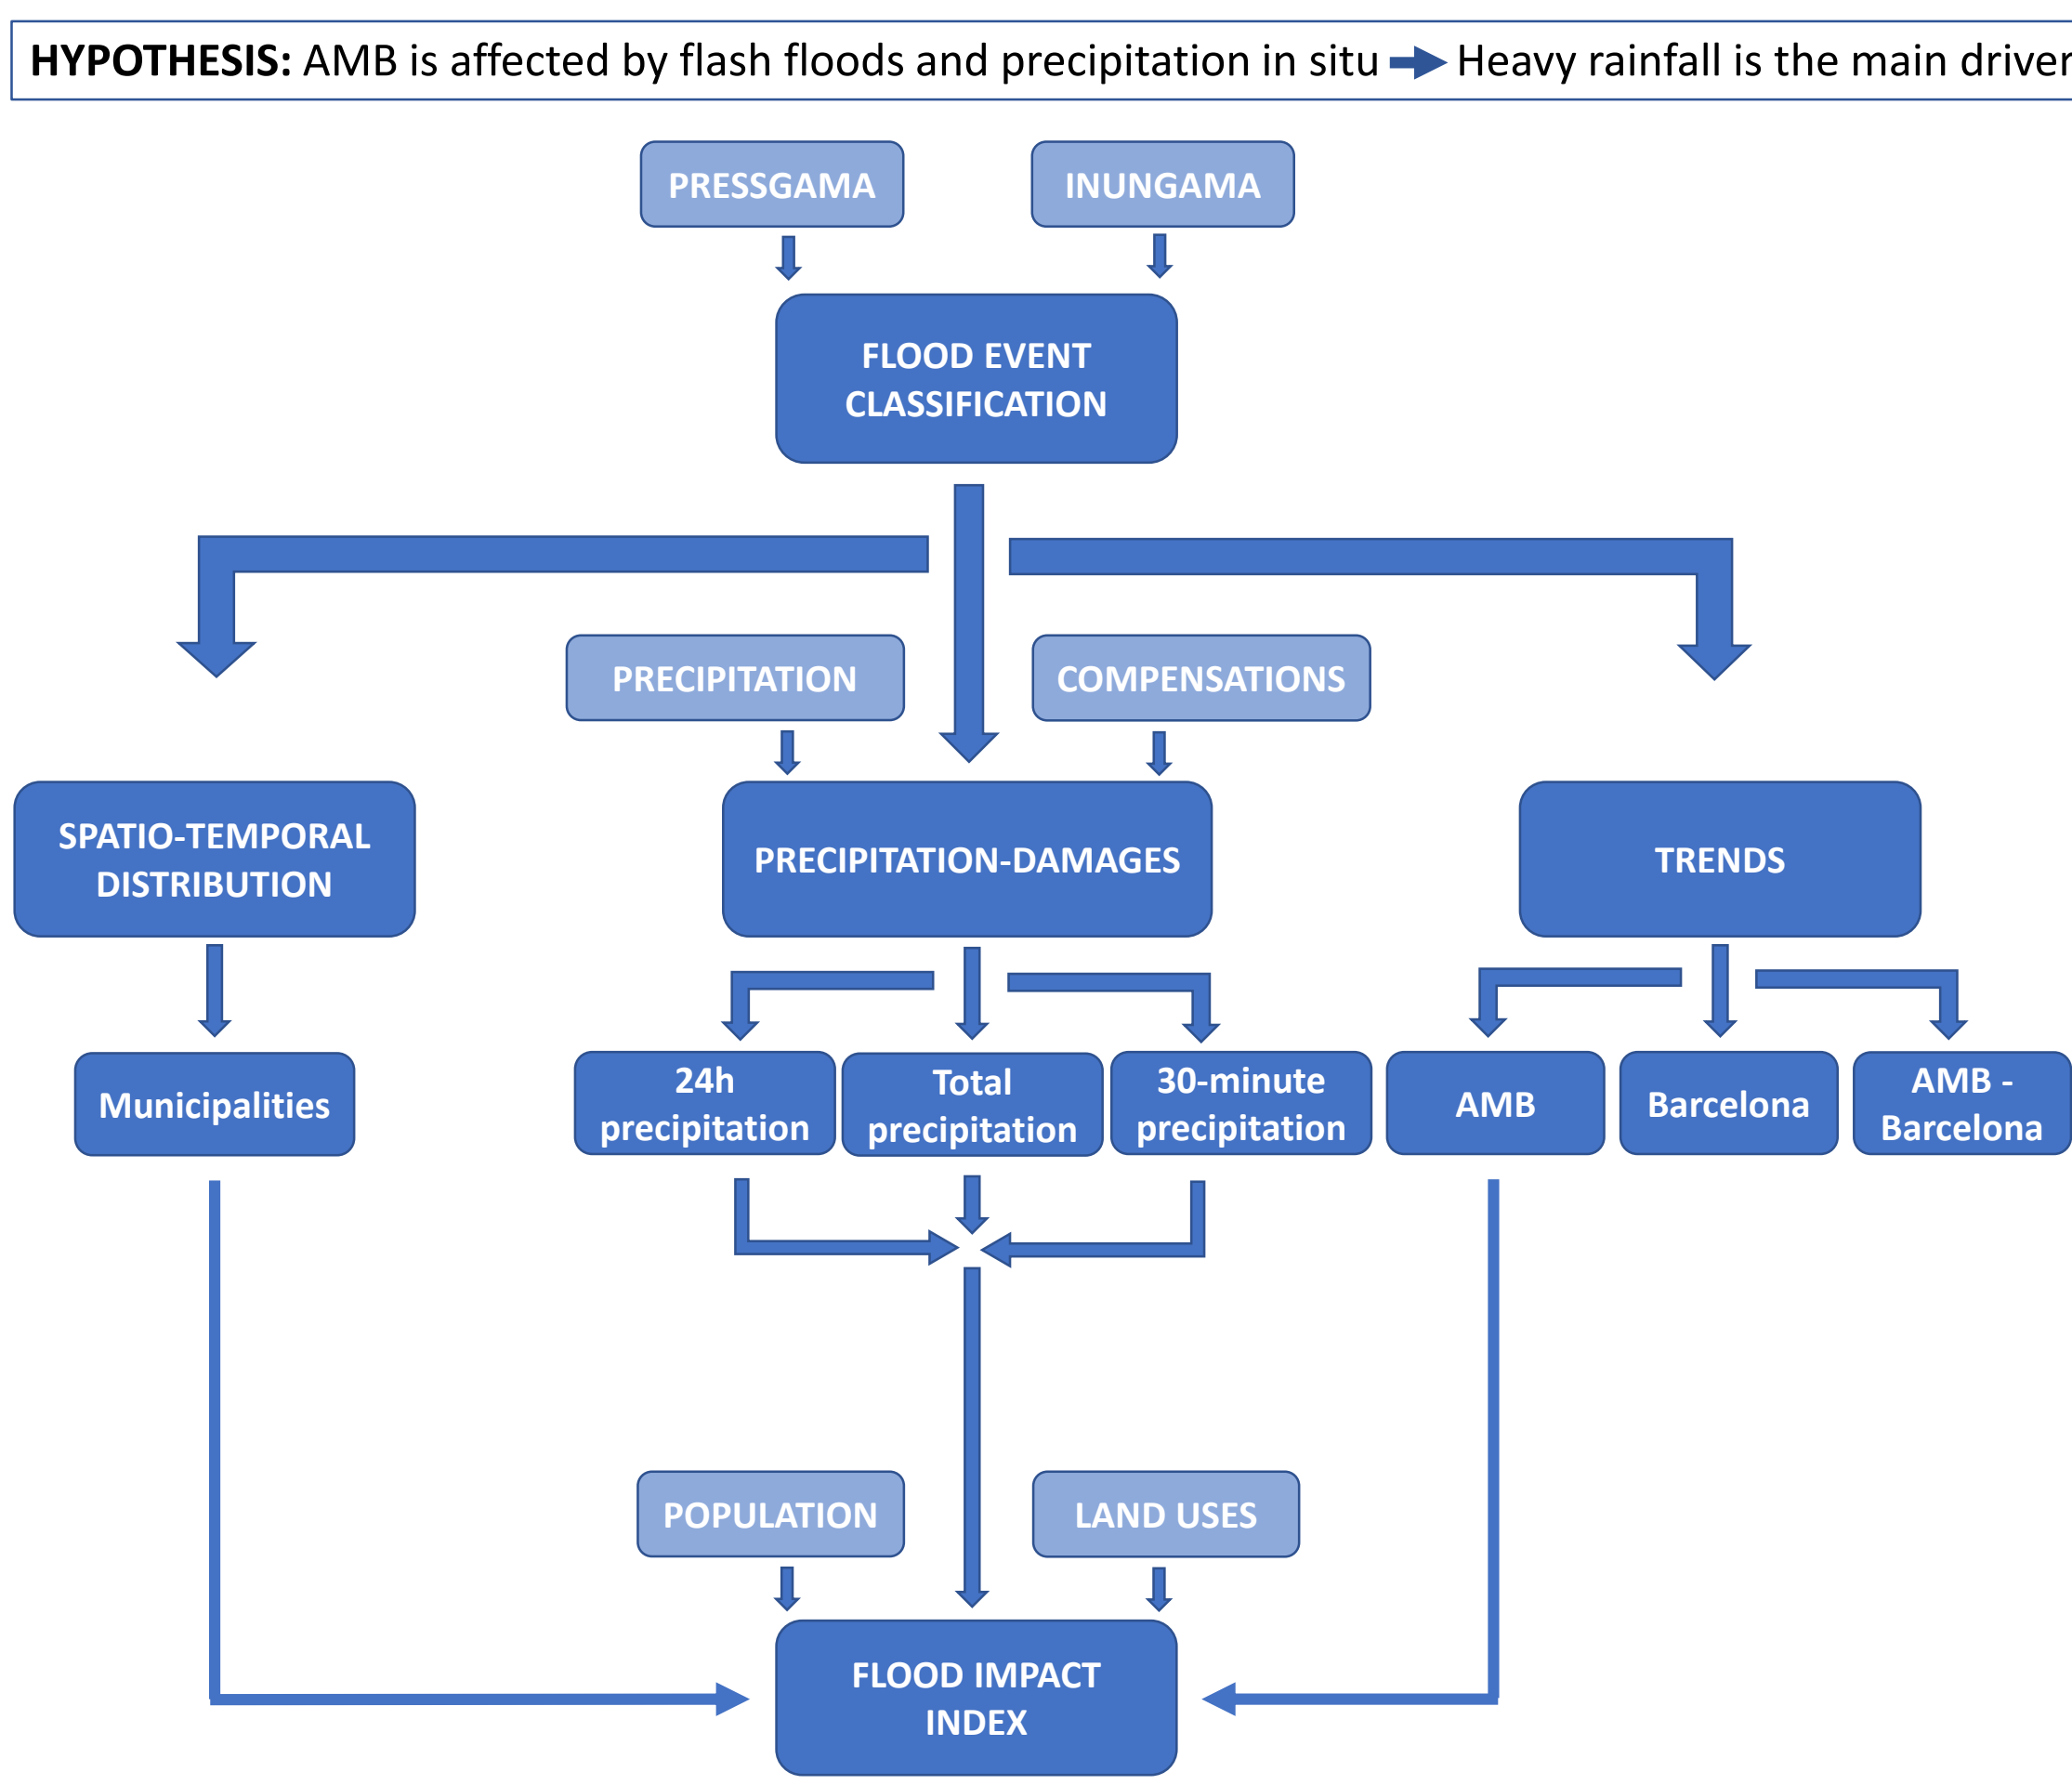 HYPOTHESIS: AMB is affected by flash floods and precipitation in situ Heavy rainfall is the main driver
PRESSGAMA
INUNGAMA
FLOOD EVENT
CLASSIFICATION
PRECIPITATION
COMPENSATIONS
SPATIO-TEMPORAL
DISTRIBUTION
PRECIPITATION-DAMAGES
TRENDS
Municipalities
24h
precipitation
Total
precipitation
30-minute
precipitation
AMB
Barcelona
AMB -
Barcelona
POPULATION
LAND USES
FLOOD IMPACT
INDEX